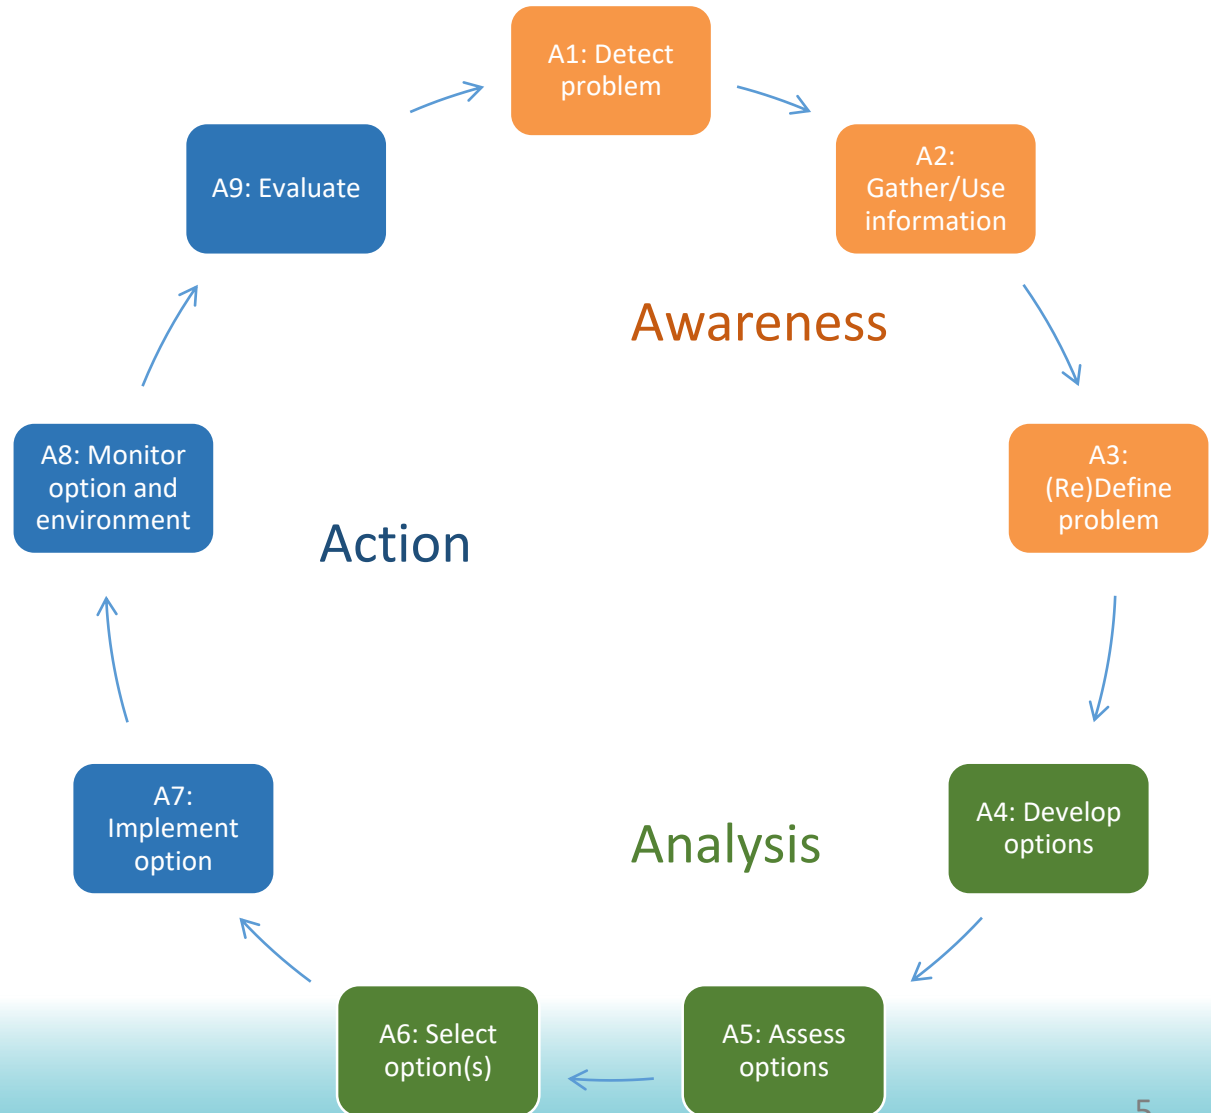 A1: Detect
problem
A2:
Gather/Use
information
A3:
(Re)Define
problem
A4: Develop
options
A5: Assess
options
A6: Select
option(s)
A7:
Implement
option
A8: Monitor
option and
environment
A9: Evaluate
Awareness
Analysis
Action
5